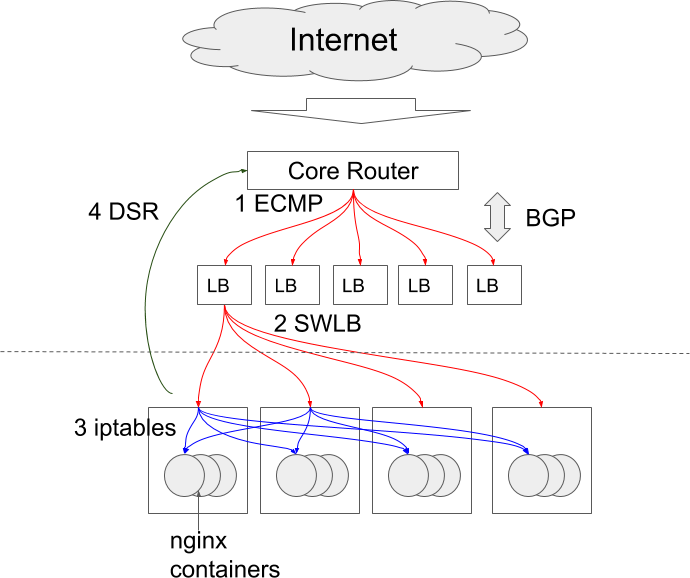 Internet
Core Router
1 ECMP
4 DSR
BGP
LB
LB
LB
LB
LB
2 SWLB
3 iptables
nginx
containers